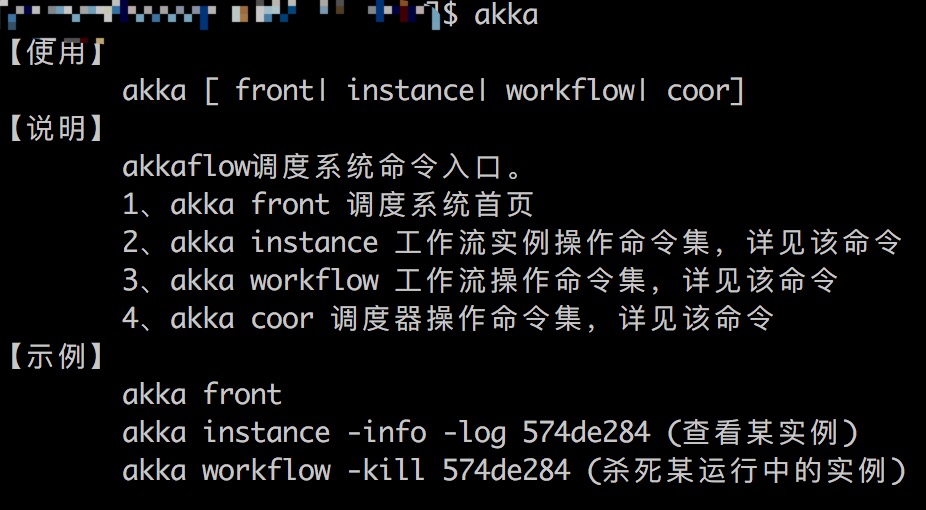 $ akka
【使用】
akka [ front| instance| workflow| coor]
【说明】
akkaflow调度系统命令入口。
1、akka front 调度系统首页
2、akka instance 工作流实例操作命令集，详见该命令
3、akka workflow 工作流操作命令集，详见该命令
4、akka coor 调度器操作命令集，详见该命令
【示例】
akka front
akka instance -info -log 574de284 (查看某实例)
akka workflow -kill 574de284 (杀死某运行中的实例)